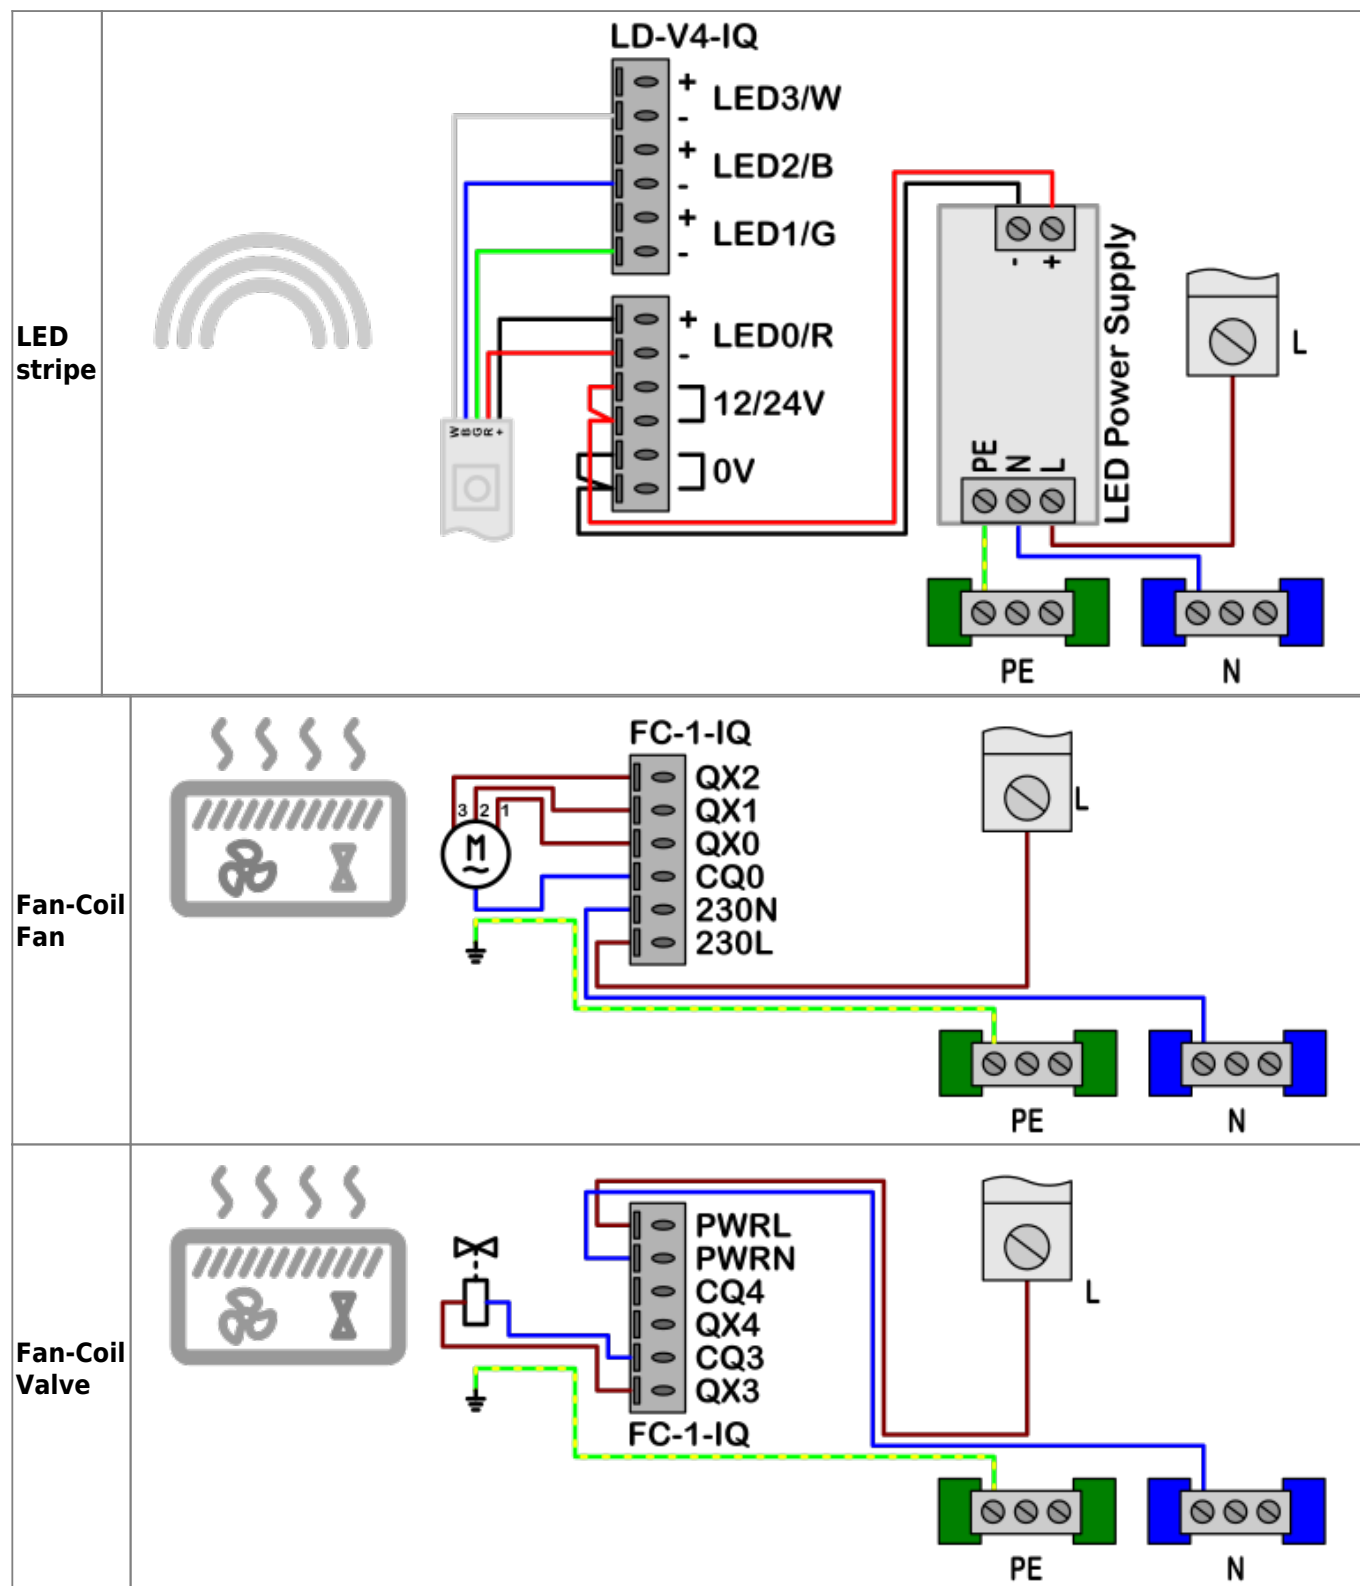 LD-V4-IQ
+
LED3/W
-
+
LED2/B
-
+
LED1/G
-
+
LED0/R
-
12/24V
0V
W B G R +
- +
LED Power Supply
PE N L
L
PE
N
LED
stripe
FC-1-IQ
QX2
QX1
QX0
CQ0
230N
230L
3 2 1
M
~
L
PE
N
Fan-Coil
Fan
PWRL
PWRN
CQ4
QX4
CQ3
QX3
FC-1-IQ
L
PE
N
Fan-Coil
Valve